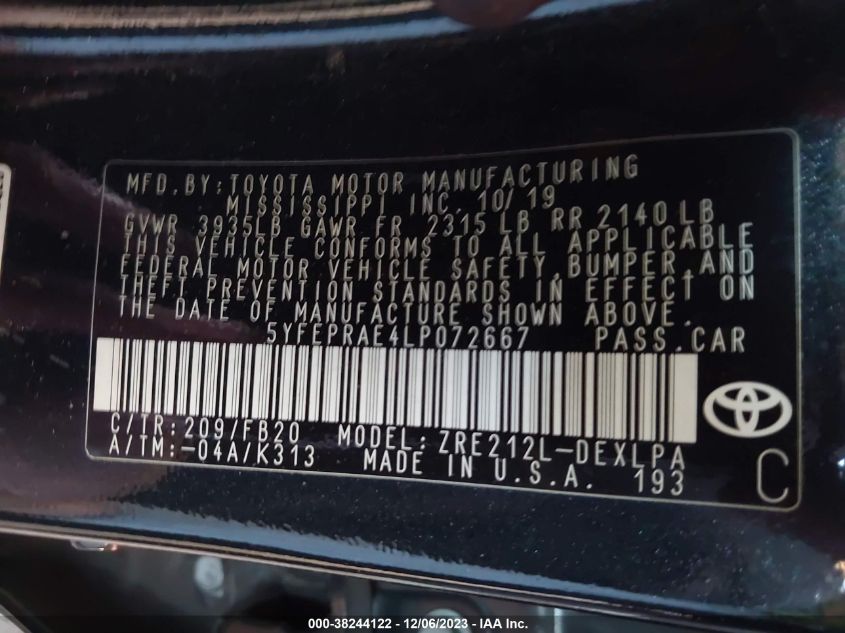 MFD.BY:TOYOTA MOTOR MANUFACTURING
MISSISSIPPI INC. 10/19
GVWR 3935LB GAWR FR 2315 LB RR 2140 LB
THIS VEHICLE CONFORMS TO ALL APPLICABLE
FEDERAL MOTOR VEHICLE SAFETY,BUMPER,AND
THEFT PREVENTION STANDARDS IN EFFECT ON
THE DATE OF MANUFACTURE SHOWN ABOVE.
5YFEPRAE4LP072667 PASS.CAR
C/TR:209/FB20 MODEL:ZRE212L-DEXLPA
A/TM:-04A/K313 MADE IN U.S.A. 193
C
000-38244122 - 12/06/2023 - IAA Inc.